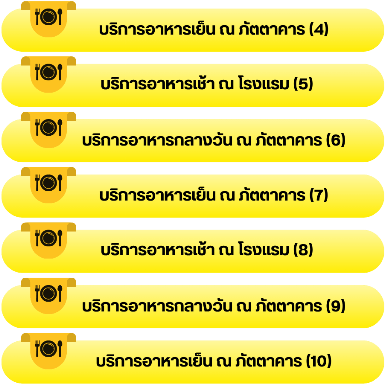 บริการอาหารเย็น ณ ภัตตาคาร (4)
บริการอาหารเช้า ณ โรงแรม (5)
บริการอาหารกลางวัน ณ ภัตตาคาร (6)
บริการอาหารเย็น ณ ภัตตาคาร (7)
บริการอาหารเช้า ณ โรงแรม (8)
บริการอาหารกลางวัน ณ ภัตตาคาร (9)
บริการอาหารเย็น ณ ภัตตาคาร (10)